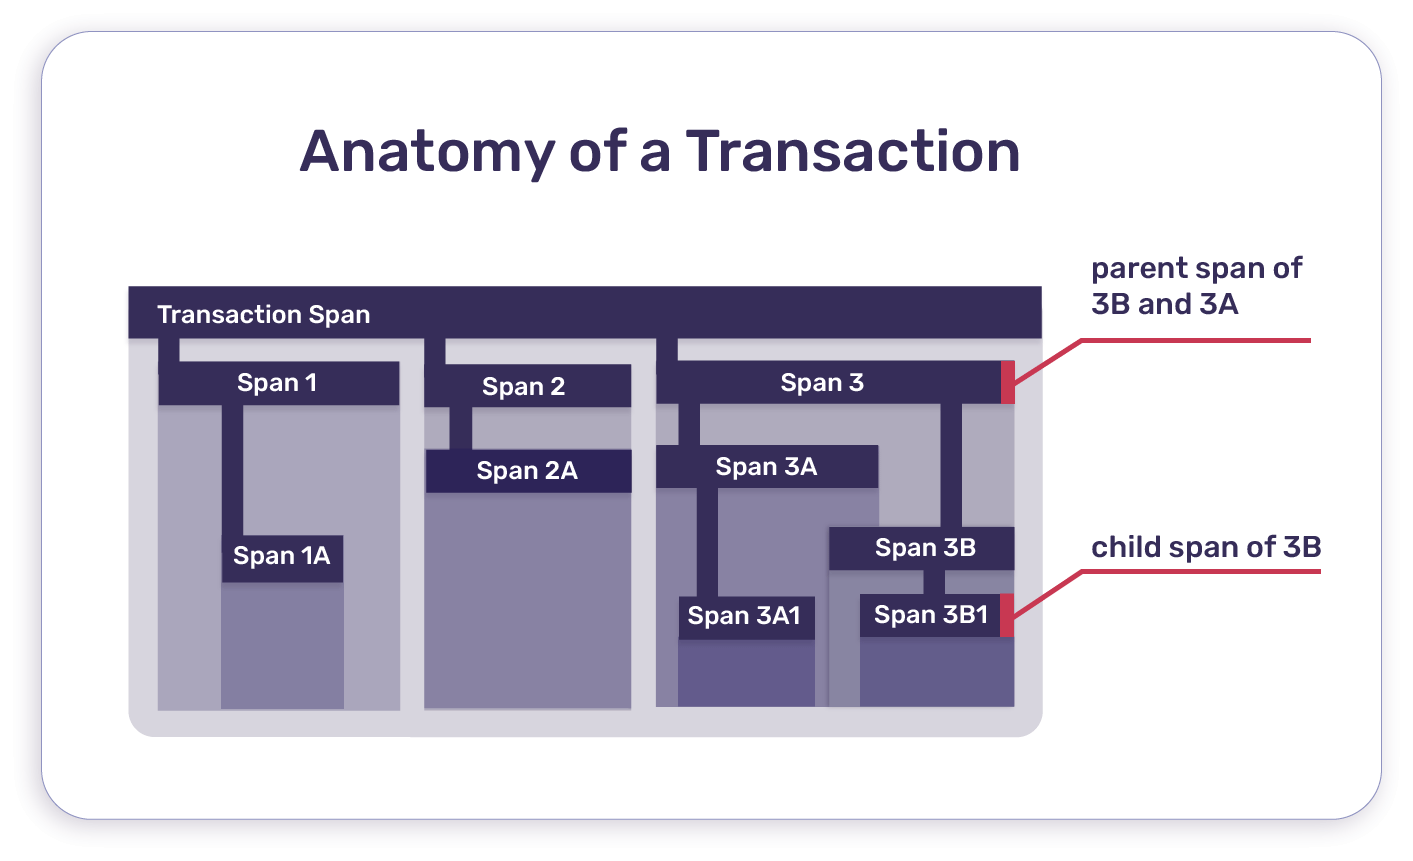 Anatomy of a Transaction
parent span of
3B and 3A
Transaction Span
Span 1
Span 2
Span 3
Span 2A
Span 3A
Span 1A
Span 3B
child span of 3B
Span 3A1
Span 3B1